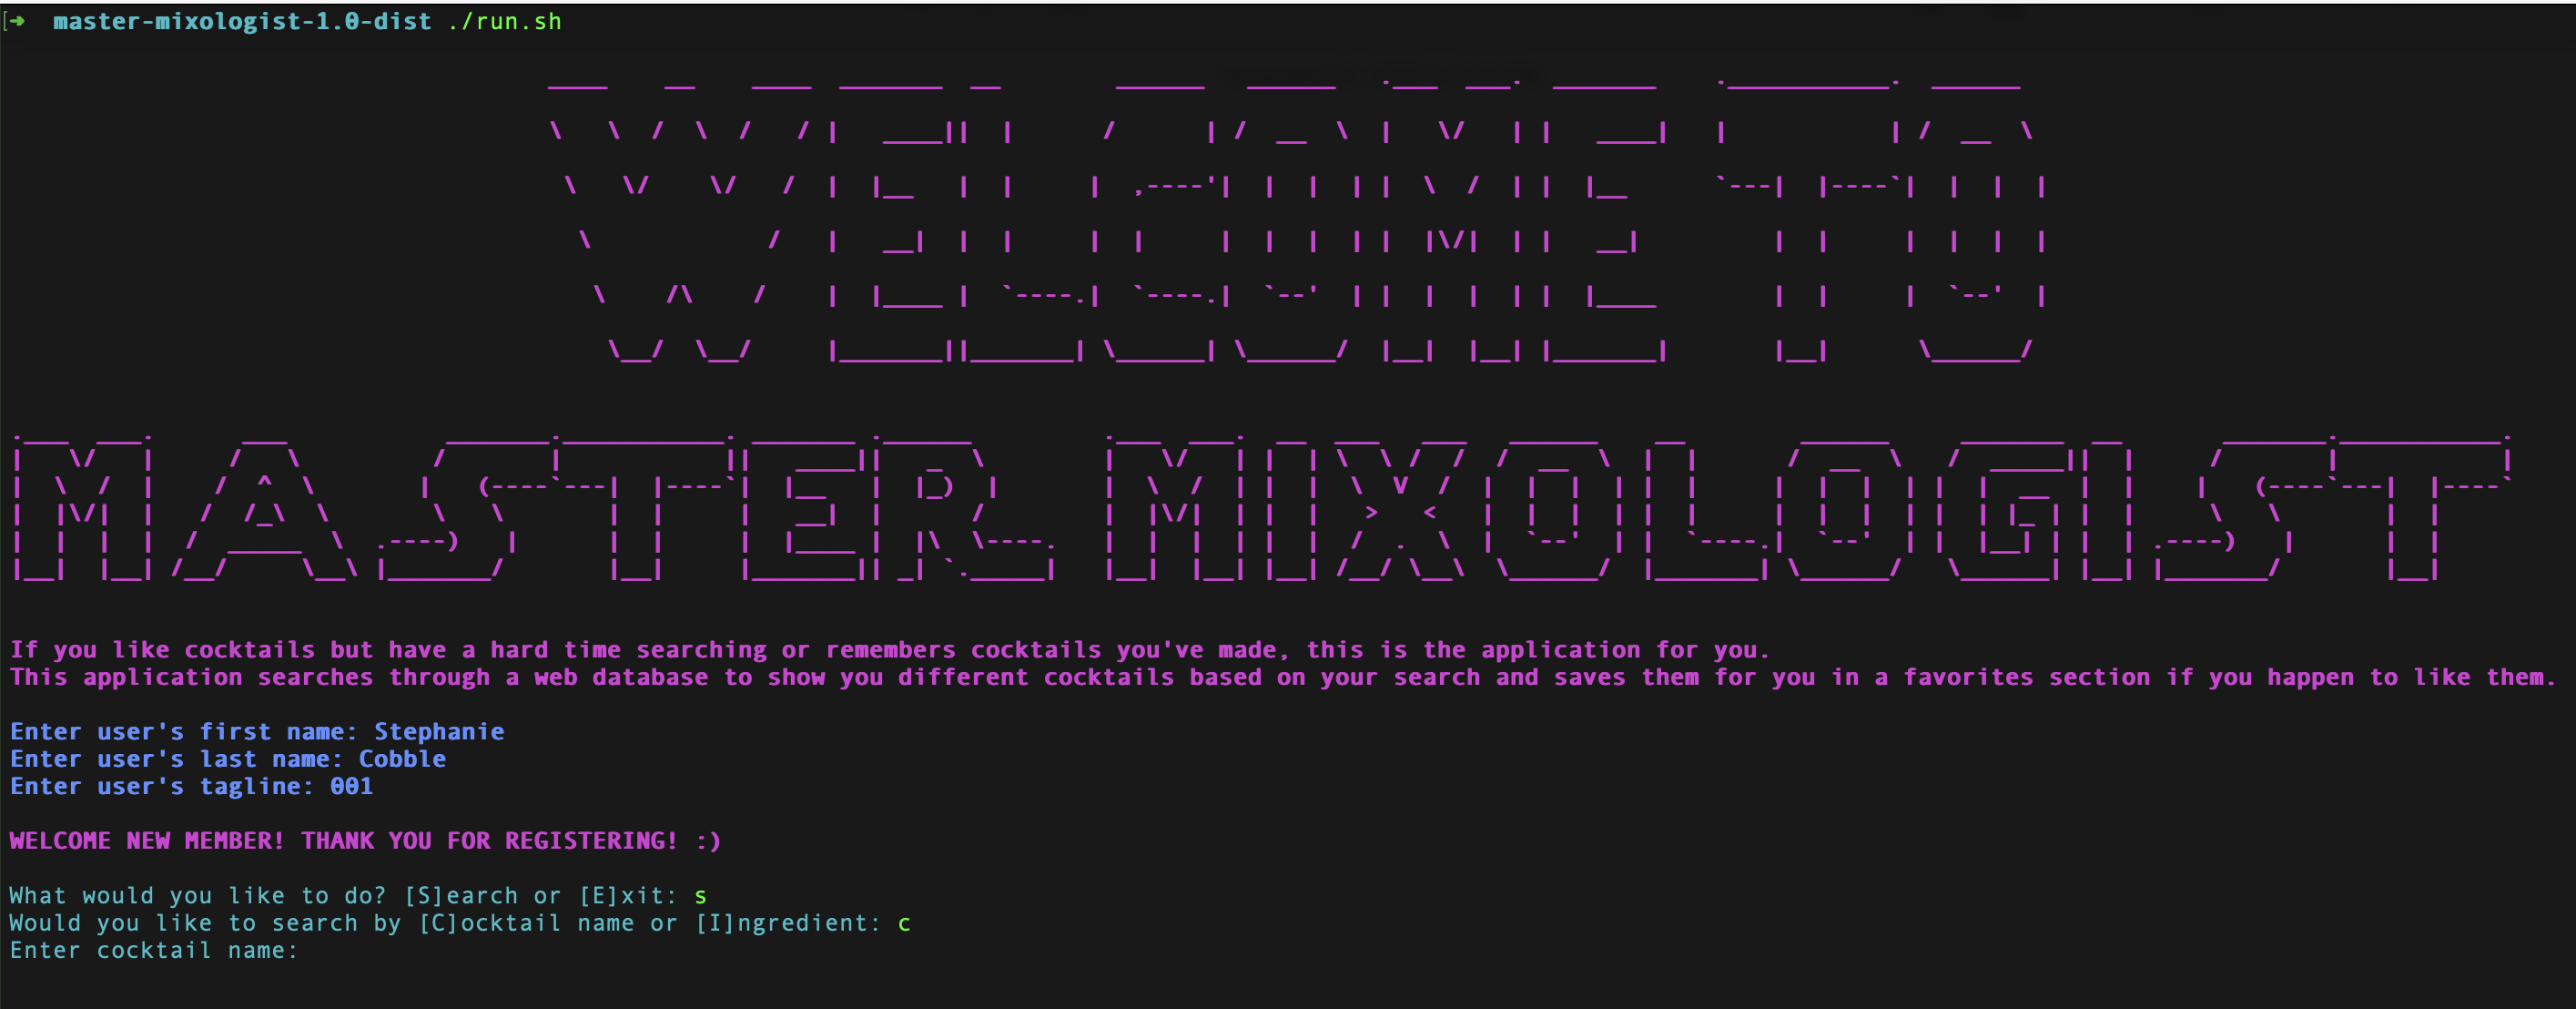 [➜  master-mixologist-1.0-dist ./run.sh
WELCOME TO
MASTER MIXOLOGIST
If you like cocktails but have a hard time searching or remembers cocktails you've made, this is the application for you.
This application searches through a web database to show you different cocktails based on your search and saves them for you in a favorites section if you happen to like them.
Enter user's first name: Stephanie
Enter user's last name: Cobble
Enter user's tagline: 001
WELCOME NEW MEMBER! THANK YOU FOR REGISTERING! :)
What would you like to do? [S]earch or [E]xit: s
Would you like to search by [C]ocktail name or [I]ngredient: c
Enter cocktail name: